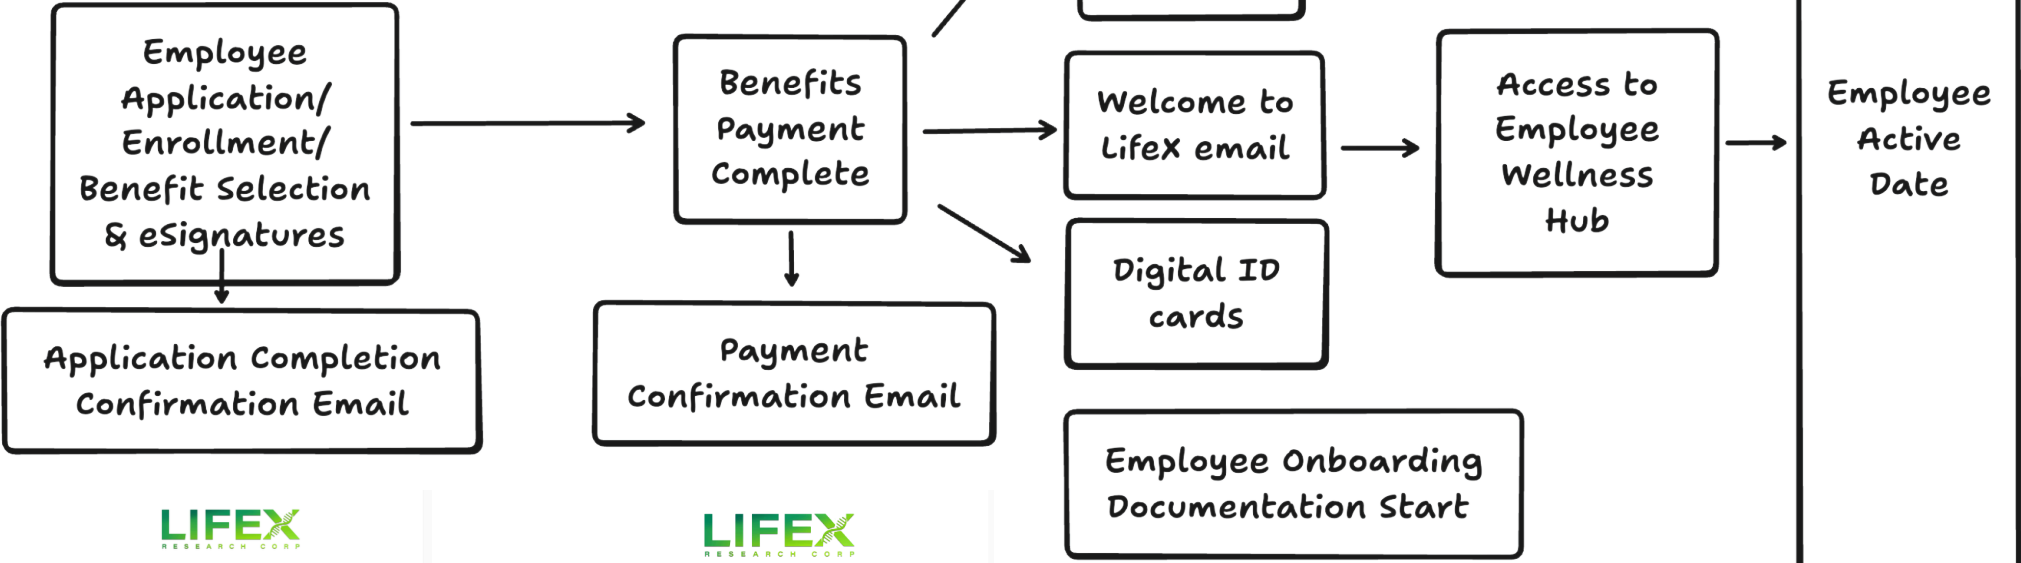 Employee
Application/
Enrollment/
Benefit Selection
& eSignatures
Application Completion
Confirmation Email
LIFEX
RESEARCH CORP
Benefits
Payment
Complete
Payment
Confirmation Email
LIFEX
RESEARCH CORP
Welcome to
LifeX email
Digital ID
cards
Employee Onboarding
Documentation Start
Access to
Employee
Wellness
Hub
Employee
Active
Date